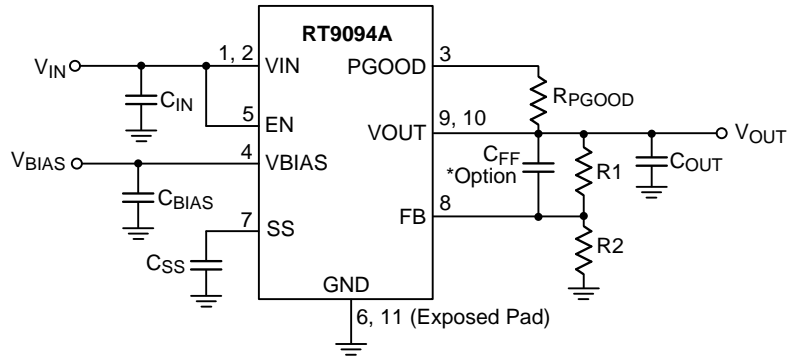 RT9094A
1, 2
3
VIN
VIN
PGOOD
RPGOOD
CIN
5
EN
9, 10
VOUT
VOUT
4
VBIAS
VBIAS
CFF
*Option
R1
COUT
CBIAS
8
7
SS
FB
CSS
R2
GND
6, 11 (Exposed Pad)